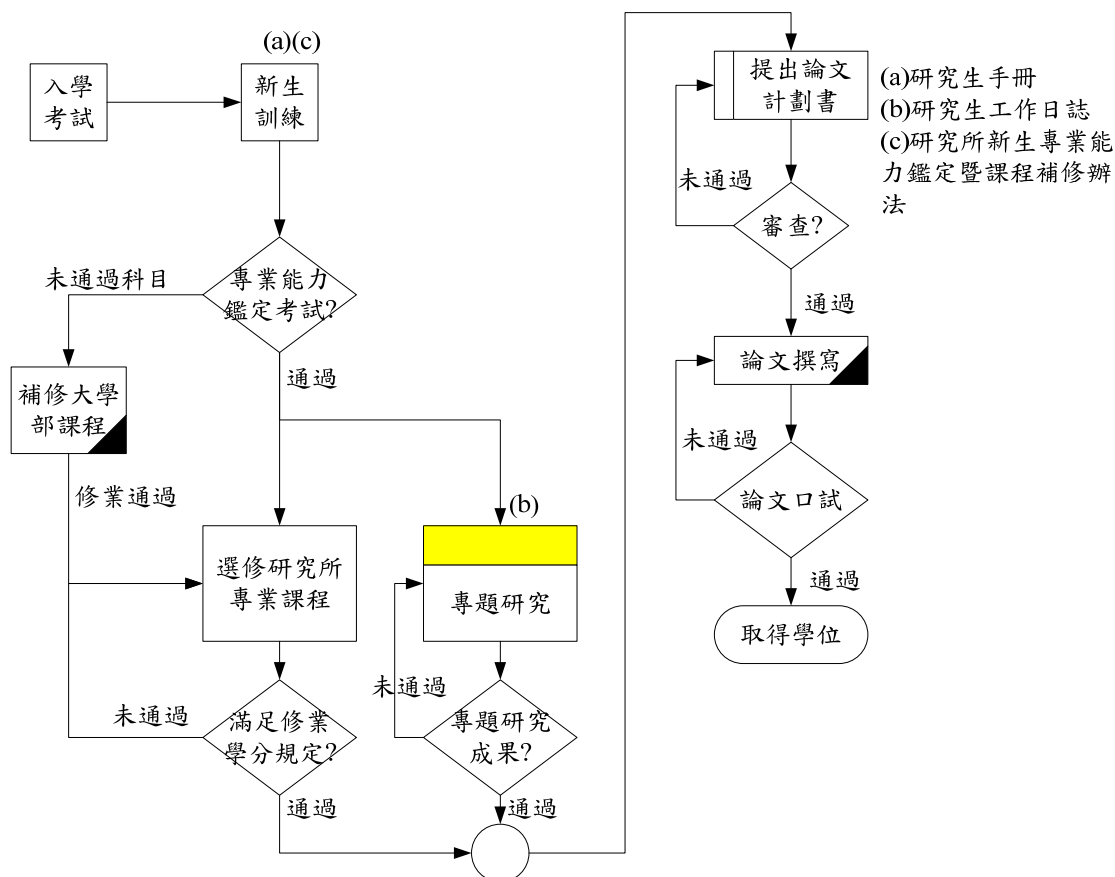 (a)(c)
入學
考試
新生
訓練
未通過科目
專業能力
鑑定考試?
通過
補修大學
部課程
修業通過
(b)
選修研究所
專業課程
專題研究
未通過
滿足修業
學分規定?
未通過
專題研究
成果?
通過
通過
提出論文
計劃書
未通過
審查?
通過
論文撰寫
未通過
論文口試
通過
取得學位
(a)研究生手冊
(b)研究生工作日誌
(c)研究所新生專業能
力鑑定暨課程補修辦
法